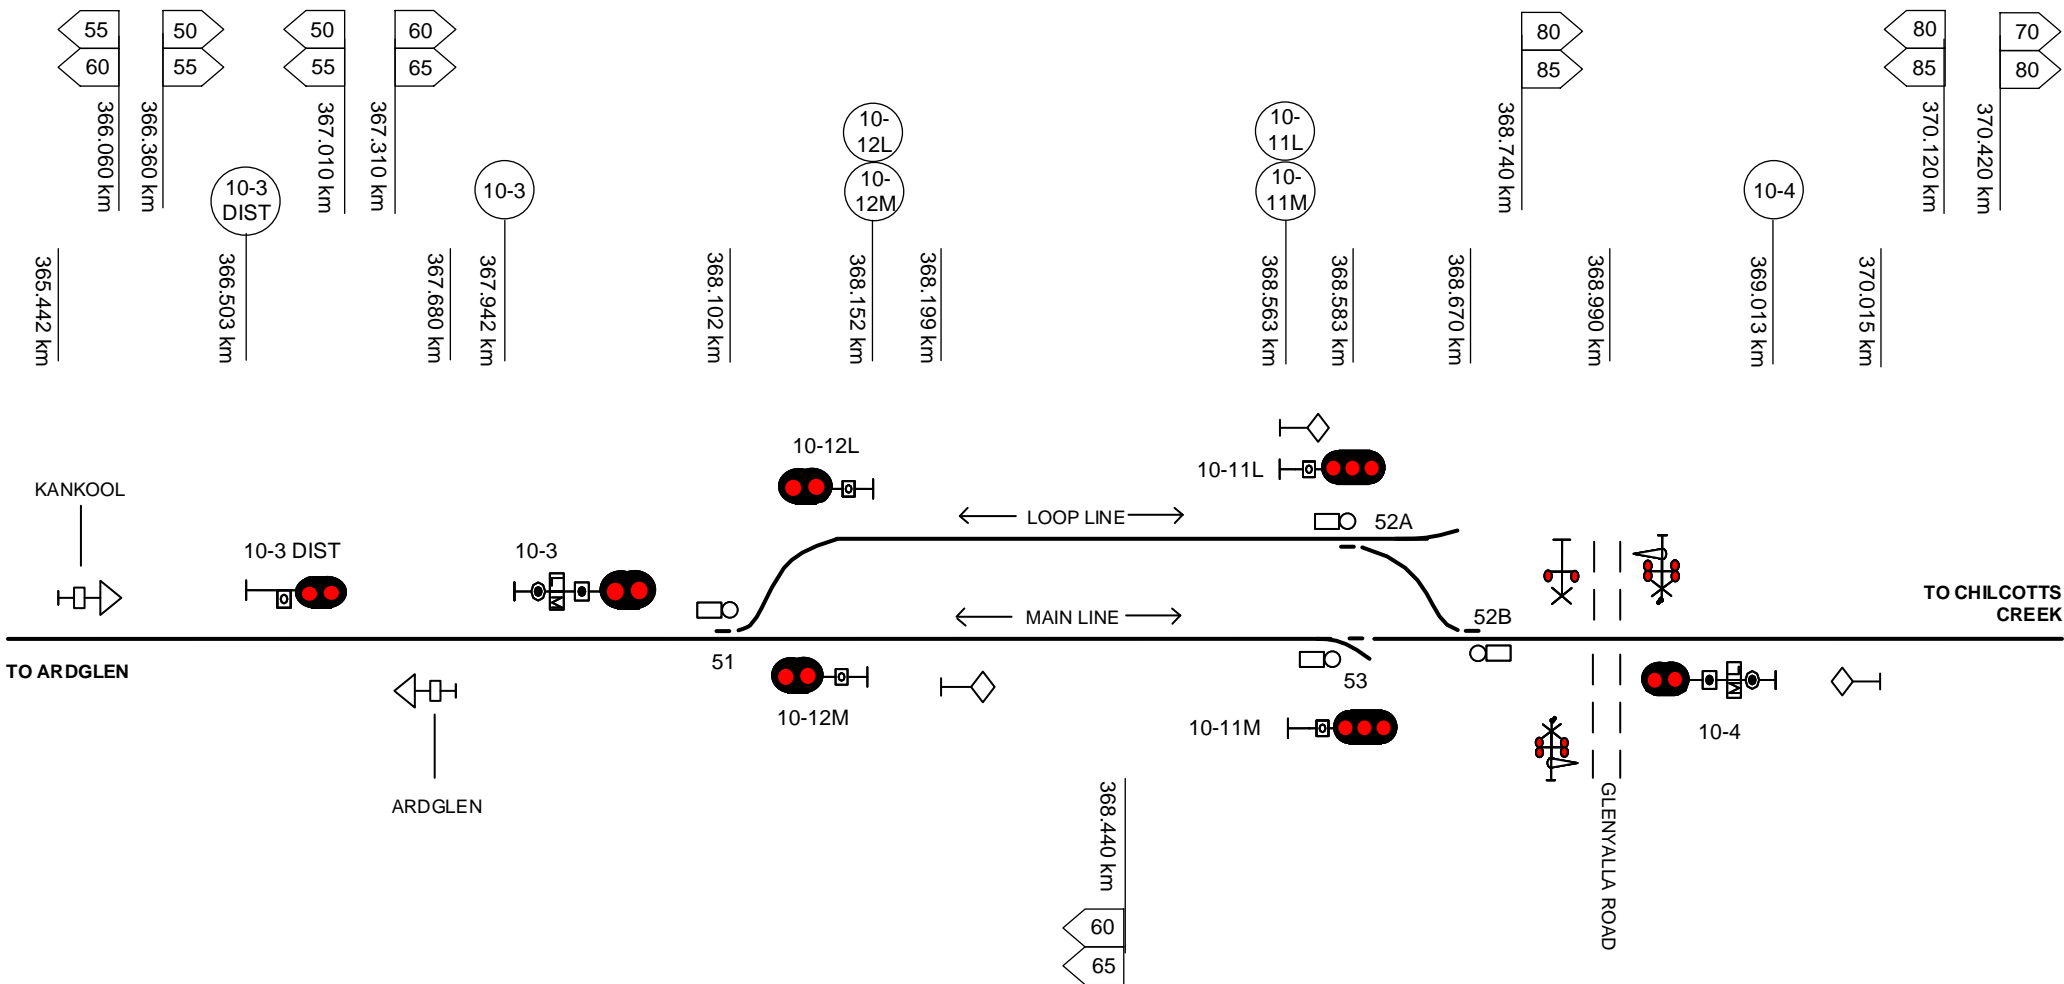 55
50
50
60
80
80
70
60
55
55
65
85
85
80
366.060 km
366.360 km
367.010 km
367.310 km
368.740 km
370.120 km
370.420 km
10-
12L
10-
11L
10-3
DIST
10-3
10-
12M
10-
11M
10-4
365.442 km
366.503 km
367.680 km
367.942 km
368.102 km
368.152 km
368.199 km
368.563 km
368.583 km
368.670 km
368.990 km
369.013 km
370.015 km
10-12L
10-11L
KANKOOL
LOOP LINE
52A
10-3 DIST
10-3
ML
TO CHILCOTTS
CREEK
MAIN LINE
52B
TO ARDGLEN
51
53
ML
10-12M
10-11M
10-4
ARDGLEN
GLENYALLA ROAD
368.440 km
60
65